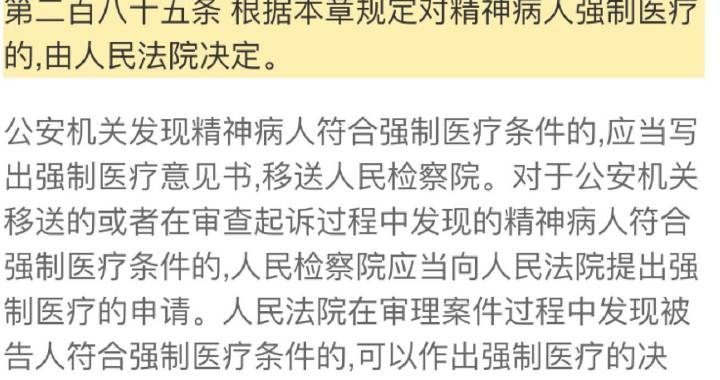 第二百八十五条 根据本章规定对精神病人强制医疗
的,由人民法院决定。
公安机关发现精神病人符合强制医疗条件的,应当写
出强制医疗意见书,移送人民检察院。对于公安机关
移送的或者在审查起诉过程中发现的精神病人符合
强制医疗条件的,人民检察院应当向人民法院提出强
制医疗的申请。人民法院在审理案件过程中发现被
告人符合强制医疗条件的,可以作出强制医疗的决